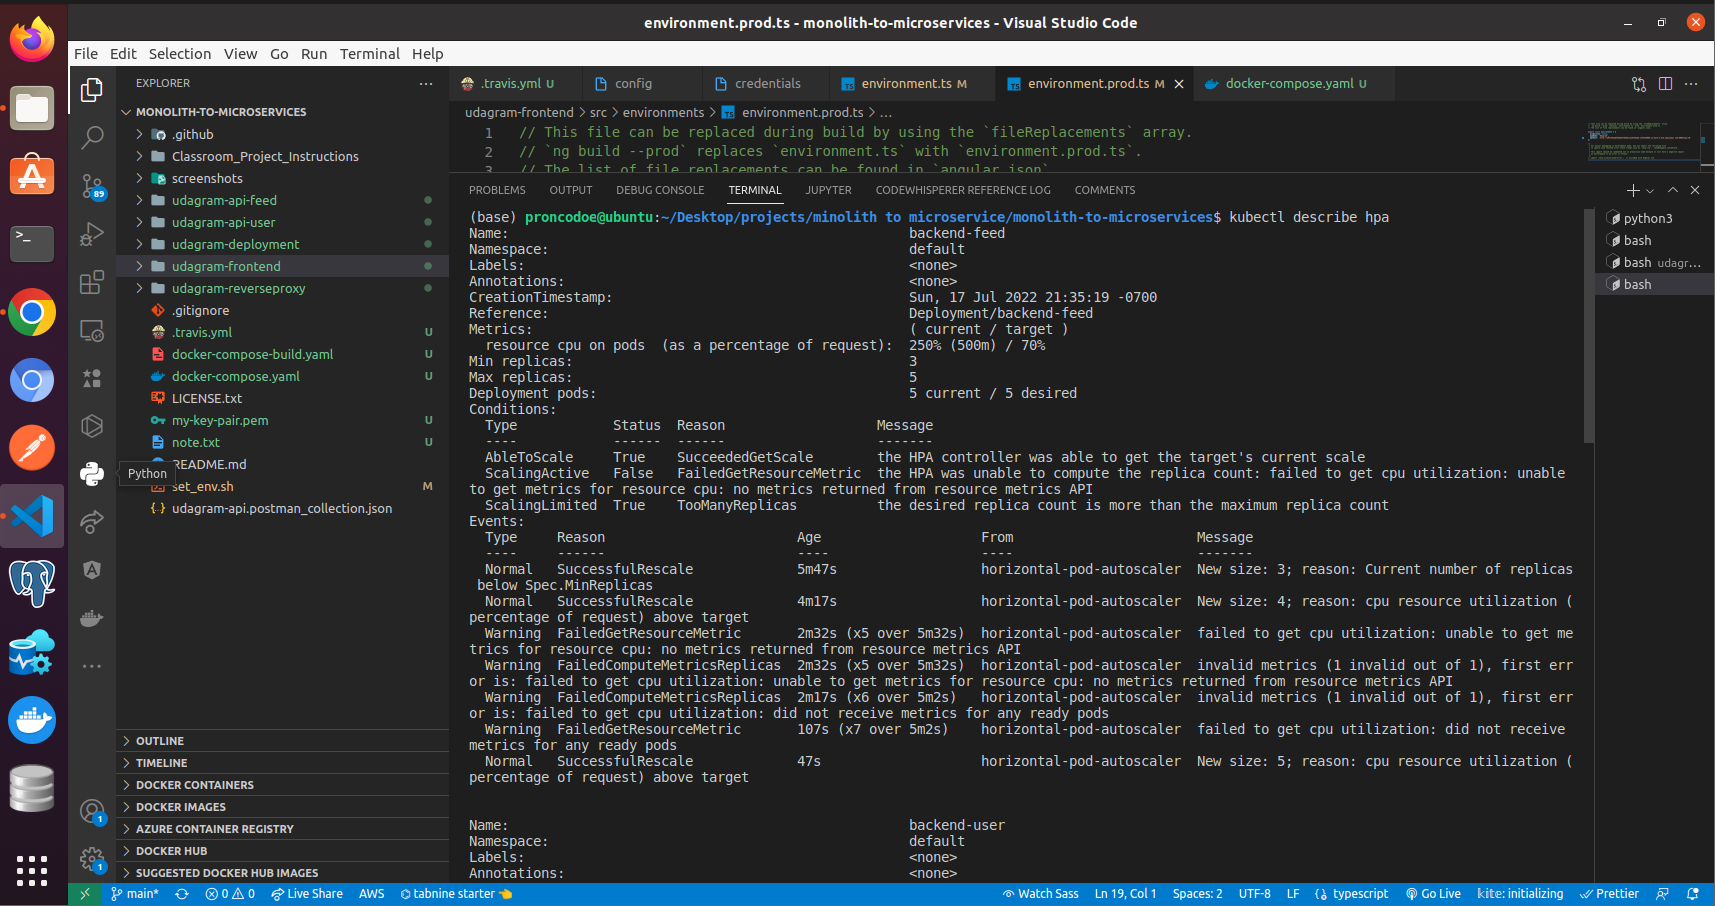 environment.prod.ts - monolith-to-microservices - Visual Studio Code
File Edit Selection View Go Run Terminal Help
EXPLORER
MONOLITH-TO-MICROSERVICES
.github
Classroom_Project_Instructions
screenshots
udagram-api-feed
udagram-api-user
udagram-deployment
udagram-frontend
udagram-reverseproxy
.gitignore
.travis.yml U
docker-compose-build.yaml U
docker-compose.yaml U
LICENSE.txt
my-key-pair.pem U
note.txt U
README.md
Python
set_env.sh M
udagram-api.postman_collection.json
OUTLINE
TIMELINE
DOCKER CONTAINERS
DOCKER IMAGES
AZURE CONTAINER REGISTRY
DOCKER HUB
SUGGESTED DOCKER HUB IMAGES
89
1
1
.travis.yml U config credentials environment.ts M environment.prod.ts M docker-compose.yaml U
udagram-frontend > src > environments > environment.prod.ts > ...
1 // This file can be replaced during build by using the `fileReplacements` array.
2 // `ng build --prod` replaces `environment.ts` with `environment.prod.ts`.
3 // The list of file replacements can be found in `angular.json`
PROBLEMS OUTPUT DEBUG CONSOLE TERMINAL JUPYTER CODEWHISPERER REFERENCE LOG COMMENTS
(base) proncodoe@ubuntu:~/Desktop/projects/minolith to microservice/monolith-to-microservices$ kubectl describe hpa
Name: backend-feed
Namespace: default
Labels: <none>
Annotations: <none>
CreationTimestamp: Sun, 17 Jul 2022 21:35:19 -0700
Reference: Deployment/backend-feed
Metrics: ( current / target )
resource cpu on pods (as a percentage of request): 250% (500m) / 70%
Min replicas: 3
Max replicas: 5
Deployment pods: 5 current / 5 desired
Conditions:
Type Status Reason Message
---- ------ ------ -------
AbleToScale True SucceededGetScale the HPA controller was able to get the target's current scale
ScalingActive False FailedGetResourceMetric the HPA was unable to compute the replica count: failed to get cpu utilization: unable
to get metrics for resource cpu: no metrics returned from resource metrics API
ScalingLimited True TooManyReplicas the desired replica count is more than the maximum replica count
Events:
Type Reason Age From Message
---- ------ ---- ---- -------
Normal SuccessfulRescale 5m47s horizontal-pod-autoscaler New size: 3; reason: Current number of replicas
below Spec.MinReplicas
Normal SuccessfulRescale 4m17s horizontal-pod-autoscaler New size: 4; reason: cpu resource utilization (
percentage of request) above target
Warning FailedGetResourceMetric 2m32s (x5 over 5m32s) horizontal-pod-autoscaler failed to get cpu utilization: unable to get me
trics for resource cpu: no metrics returned from resource metrics API
Warning FailedComputeMetricsReplicas 2m32s (x5 over 5m32s) horizontal-pod-autoscaler invalid metrics (1 invalid out of 1), first err
or is: failed to get cpu utilization: unable to get metrics for resource cpu: no metrics returned from resource metrics API
Warning FailedComputeMetricsReplicas 2m17s (x6 over 5m2s) horizontal-pod-autoscaler invalid metrics (1 invalid out of 1), first err
or is: failed to get cpu utilization: did not receive metrics for any ready pods
Warning FailedGetResourceMetric 107s (x7 over 5m2s) horizontal-pod-autoscaler failed to get cpu utilization: did not receive
metrics for any ready pods
Normal SuccessfulRescale 47s horizontal-pod-autoscaler New size: 5; reason: cpu resource utilization (
percentage of request) above target
Name: backend-user
Namespace: default
Labels: <none>
Annotations: <none>
python3
bash
bash udagr...
bash
main* 0 0 Live Share AWS tabnine starter Watch Sass Ln 19, Col 1 Spaces: 2 UTF-8 LF typescript Go Live kite: initializing Prettier